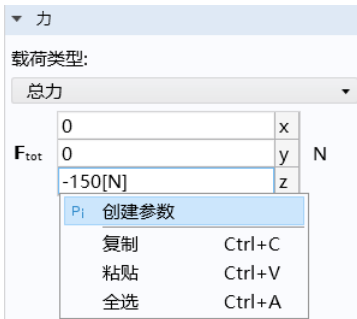 力
载荷类型:
总力
0 x
Ftot 0 y N
-150[N] z
Pi 创建参数
复制 Ctrl+C
粘贴 Ctrl+V
全选 Ctrl+A